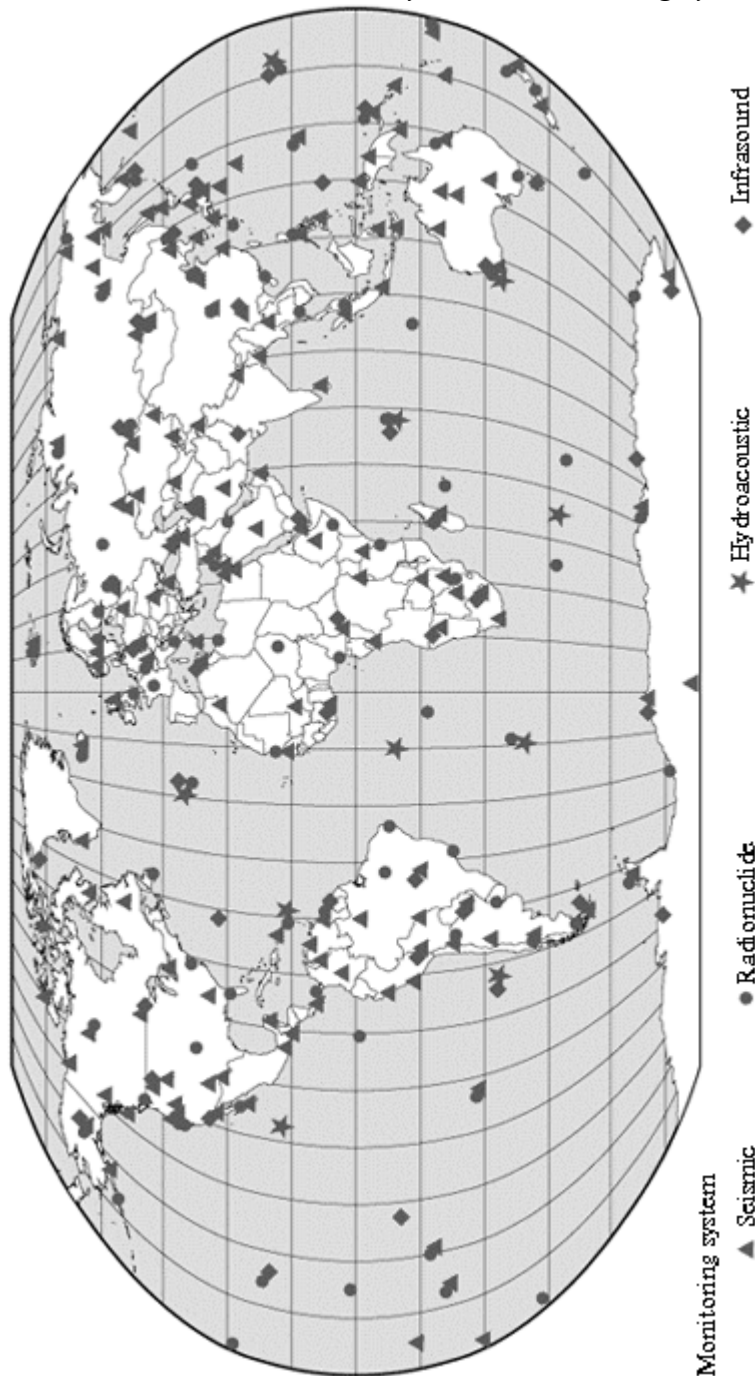 Monitoring system
Seismic
Radionuclide
Hydroacoustic
Infrasound